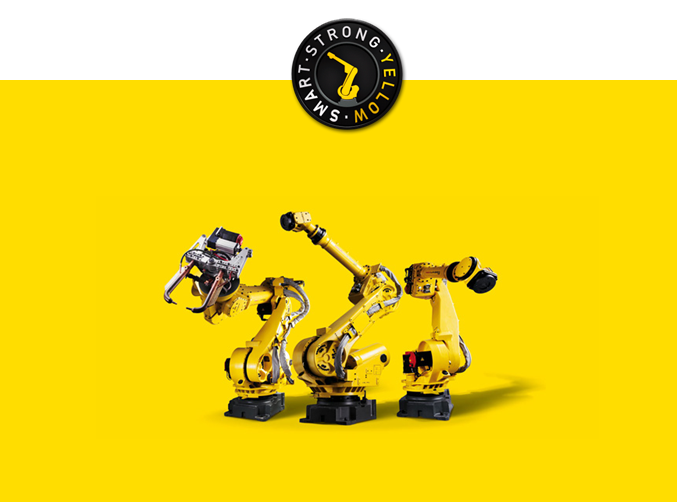 SMART · STRONG · YELLOW ·